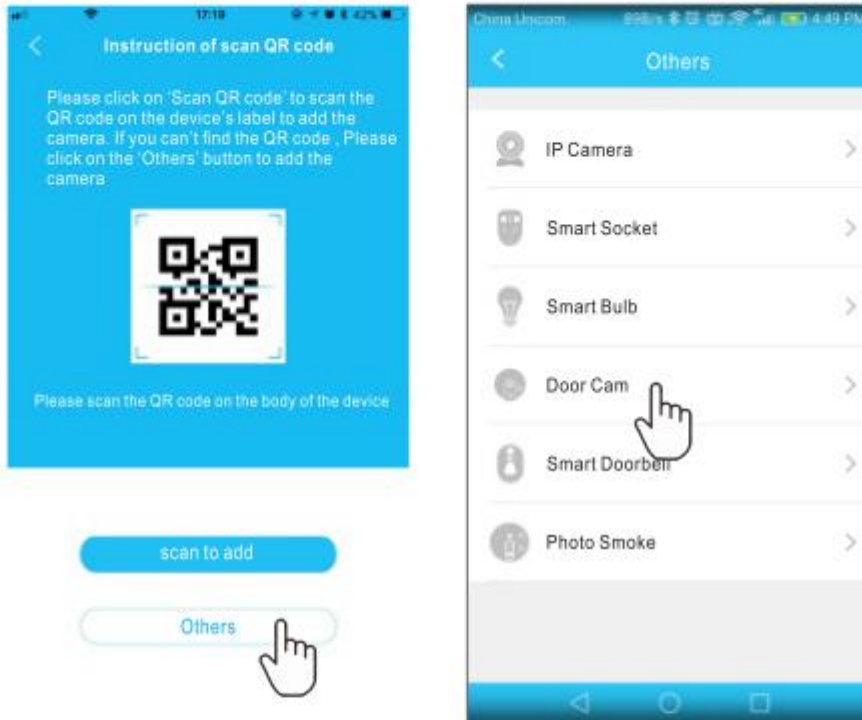 17:19
42%
Instruction of scan QR code
Please click on 'Scan QR code' to scan the
QR code on the device's label to add the
camera. If you can't find the QR code , Please
click on the 'Others' button to add the
camera
Please scan the QR code on the body of the device
scan to add
Others
China Unicom
4:49 PM
Others
IP Camera
Smart Socket
Smart Bulb
Door Cam
Smart Doorbell
Photo Smoke